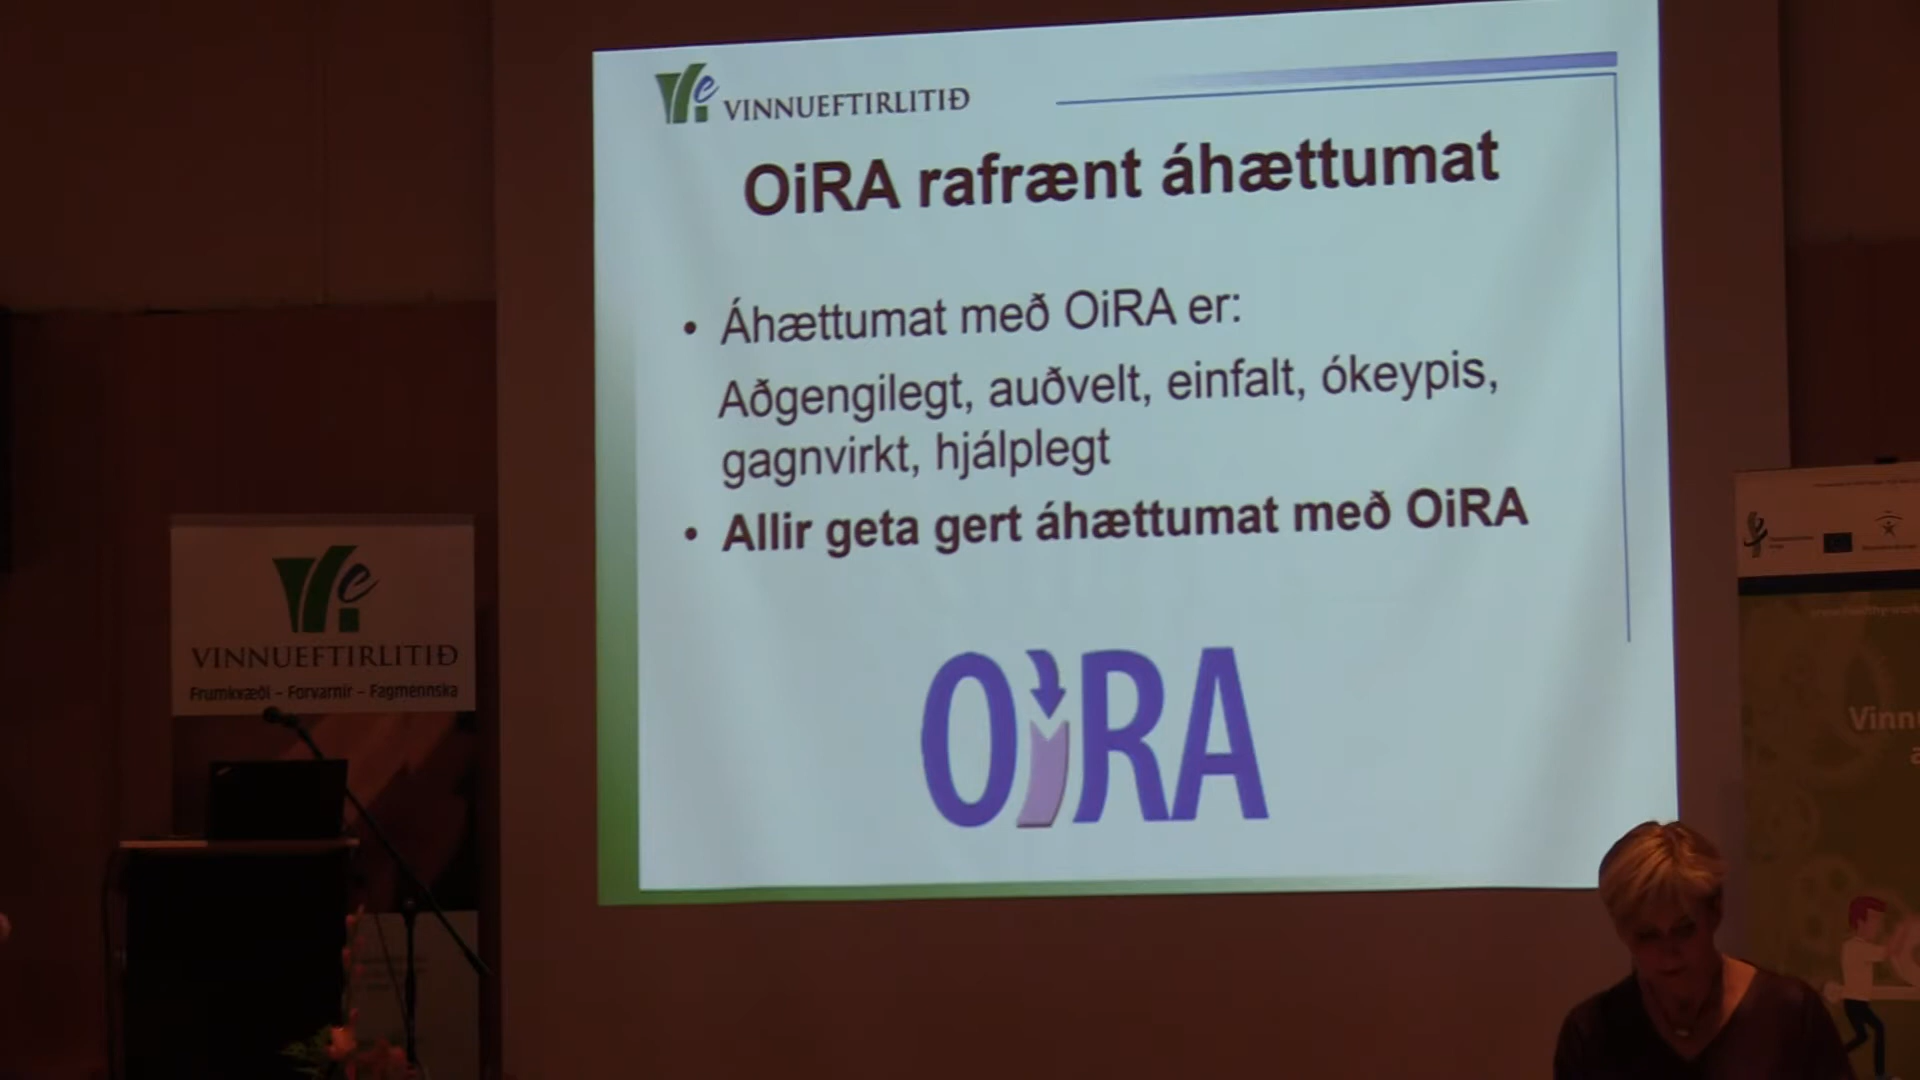 VINNUEFTIRLITIÐ
OiRA rafrænt áhættumat
• Áhættumat með OiRA er:
Aðgengilegt, auðvelt, einfalt, ókeypis,
gagnvirkt, hjálplegt
• Allir geta gert áhættumat með OiRA
OiRA
VINNUEFTIRLITIÐ
Frumkvæði – Forvarnir – Fagmennska